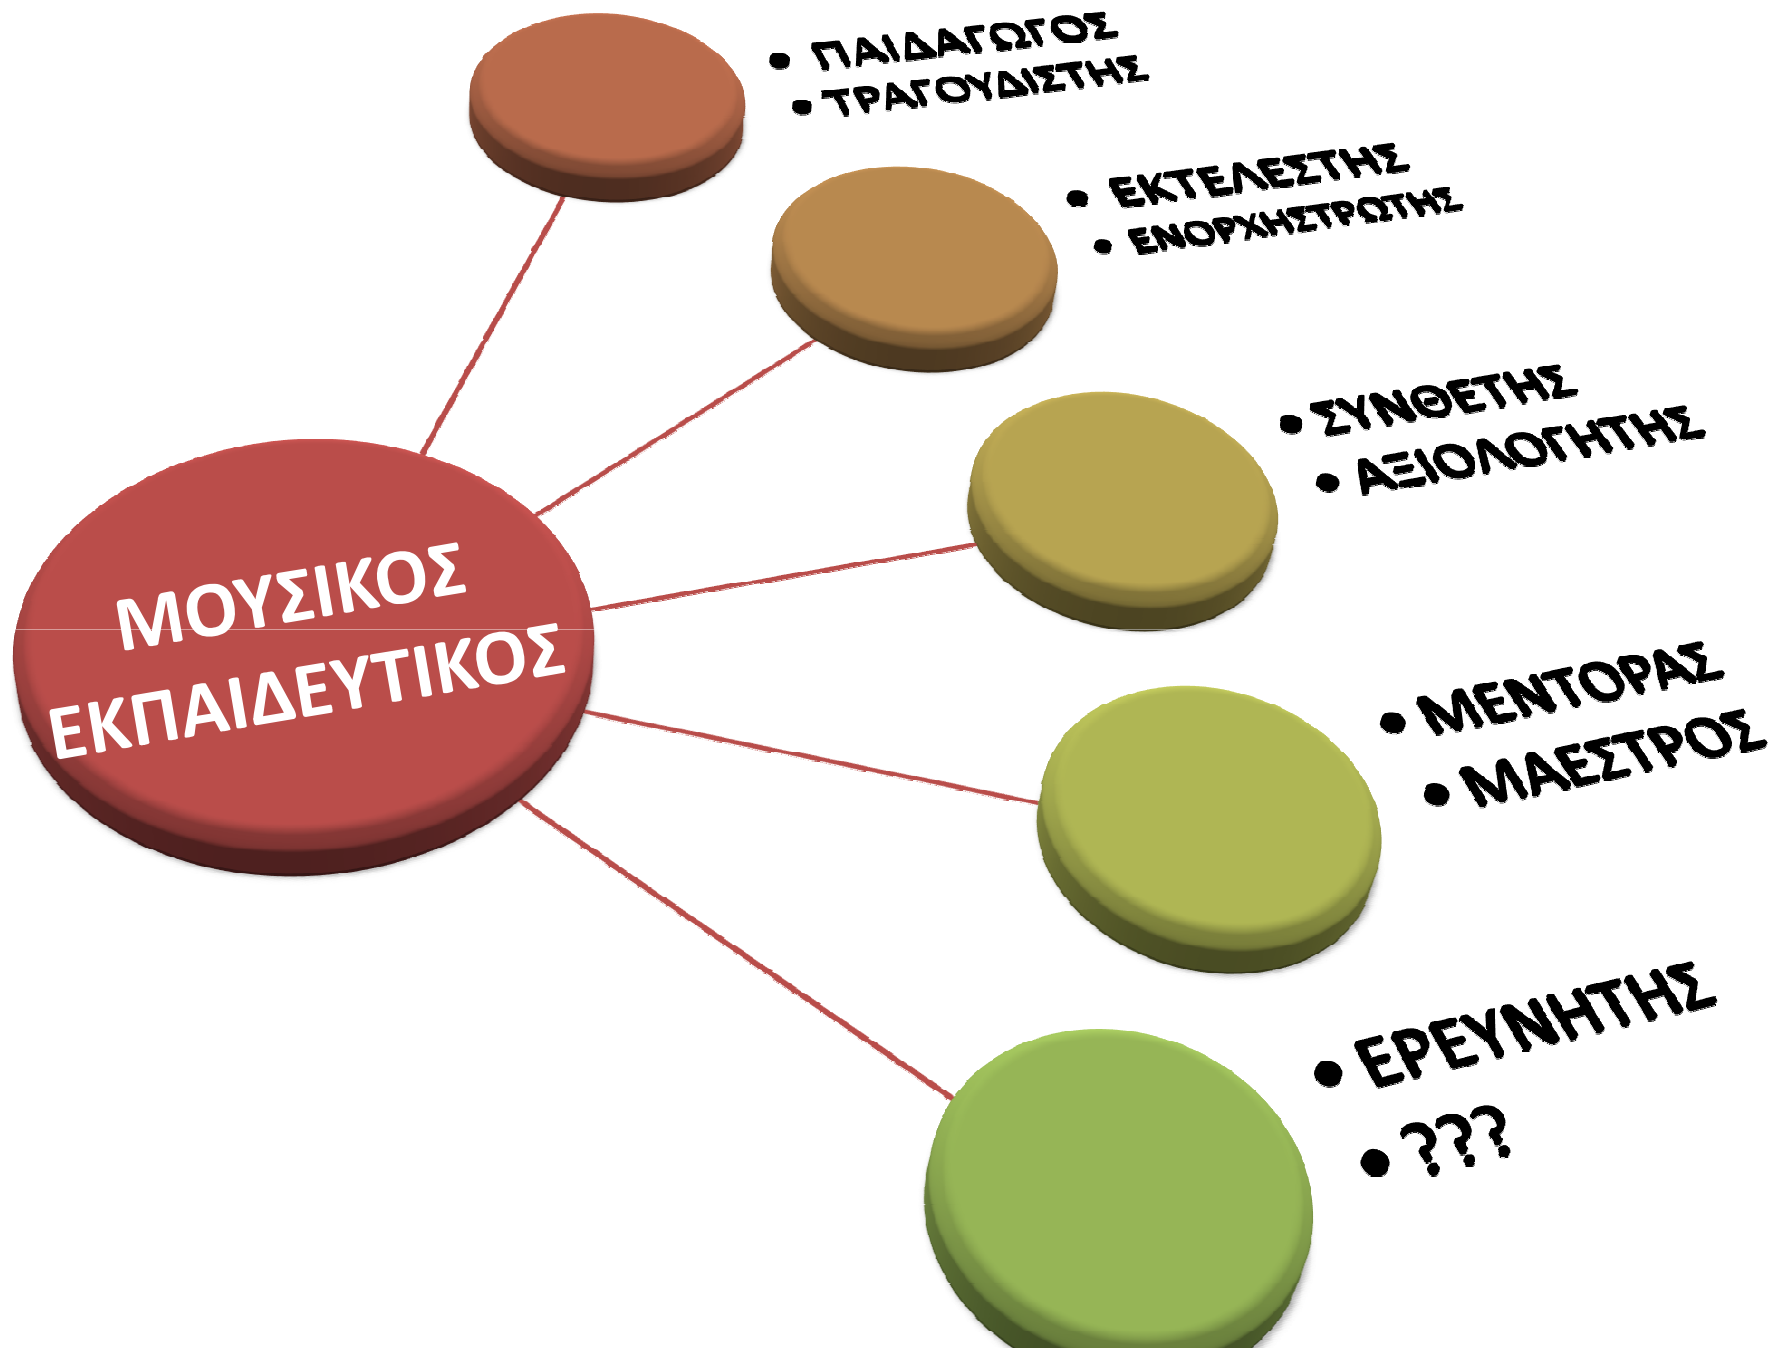 • ΠΑΙΔΑΓΩΓΟΣ
• ΤΡΑΓΟΥΔΙΣΤΗΣ
• ΕΚΤΕΛΕΣΤΗΣ
• ΕΝΟΡΧΗΣΤΡΩΤΗΣ
• ΣΥΝΘΕΤΗΣ
• ΑΞΙΟΛΟΓΗΤΗΣ
ΜΟΥΣΙΚΟΣ
ΕΚΠΑΙΔΕΥΤΙΚΟΣ
• ΜΕΝΤΟΡΑΣ
• ΜΑΕΣΤΡΟΣ
• ΕΡΕΥΝΗΤΗΣ
• ???